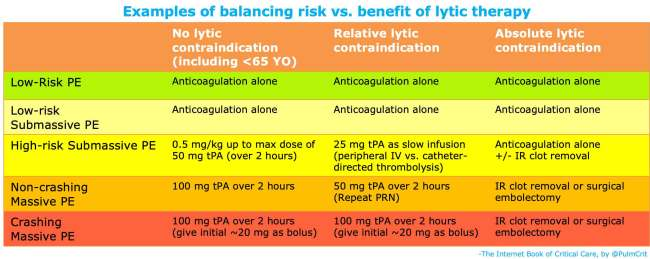 Examples of balancing risk vs. benefit of lytic therapy
No lytic contraindication (including <65 YO)
Relative lytic contraindication
Absolute lytic contraindication
Low-Risk PE
Anticoagulation alone
Anticoagulation alone
Anticoagulation alone
Low-risk
Submassive PE
Anticoagulation alone
Anticoagulation alone
Anticoagulation alone
High-risk Submassive PE
0.5 mg/kg up to max dose of
50 mg tPA (over 2 hours)
25 mg tPA as slow infusion
(peripheral IV vs. catheter-
directed thrombolysis)
Anticoagulation alone
+/- IR clot removal
Non-crashing
Massive PE
100 mg tPA over 2 hours
50 mg tPA over 2 hours
(Repeat PRN)
IR clot removal or surgical
embolectomy
Crashing
Massive PE
100 mg tPA over 2 hours
(give initial ~20 mg as bolus)
100 mg tPA over 2 hours
(give initial ~20 mg as bolus)
IR clot removal or surgical
embolectomy
-The Internet Book of Critical Care, by @PulmCrit